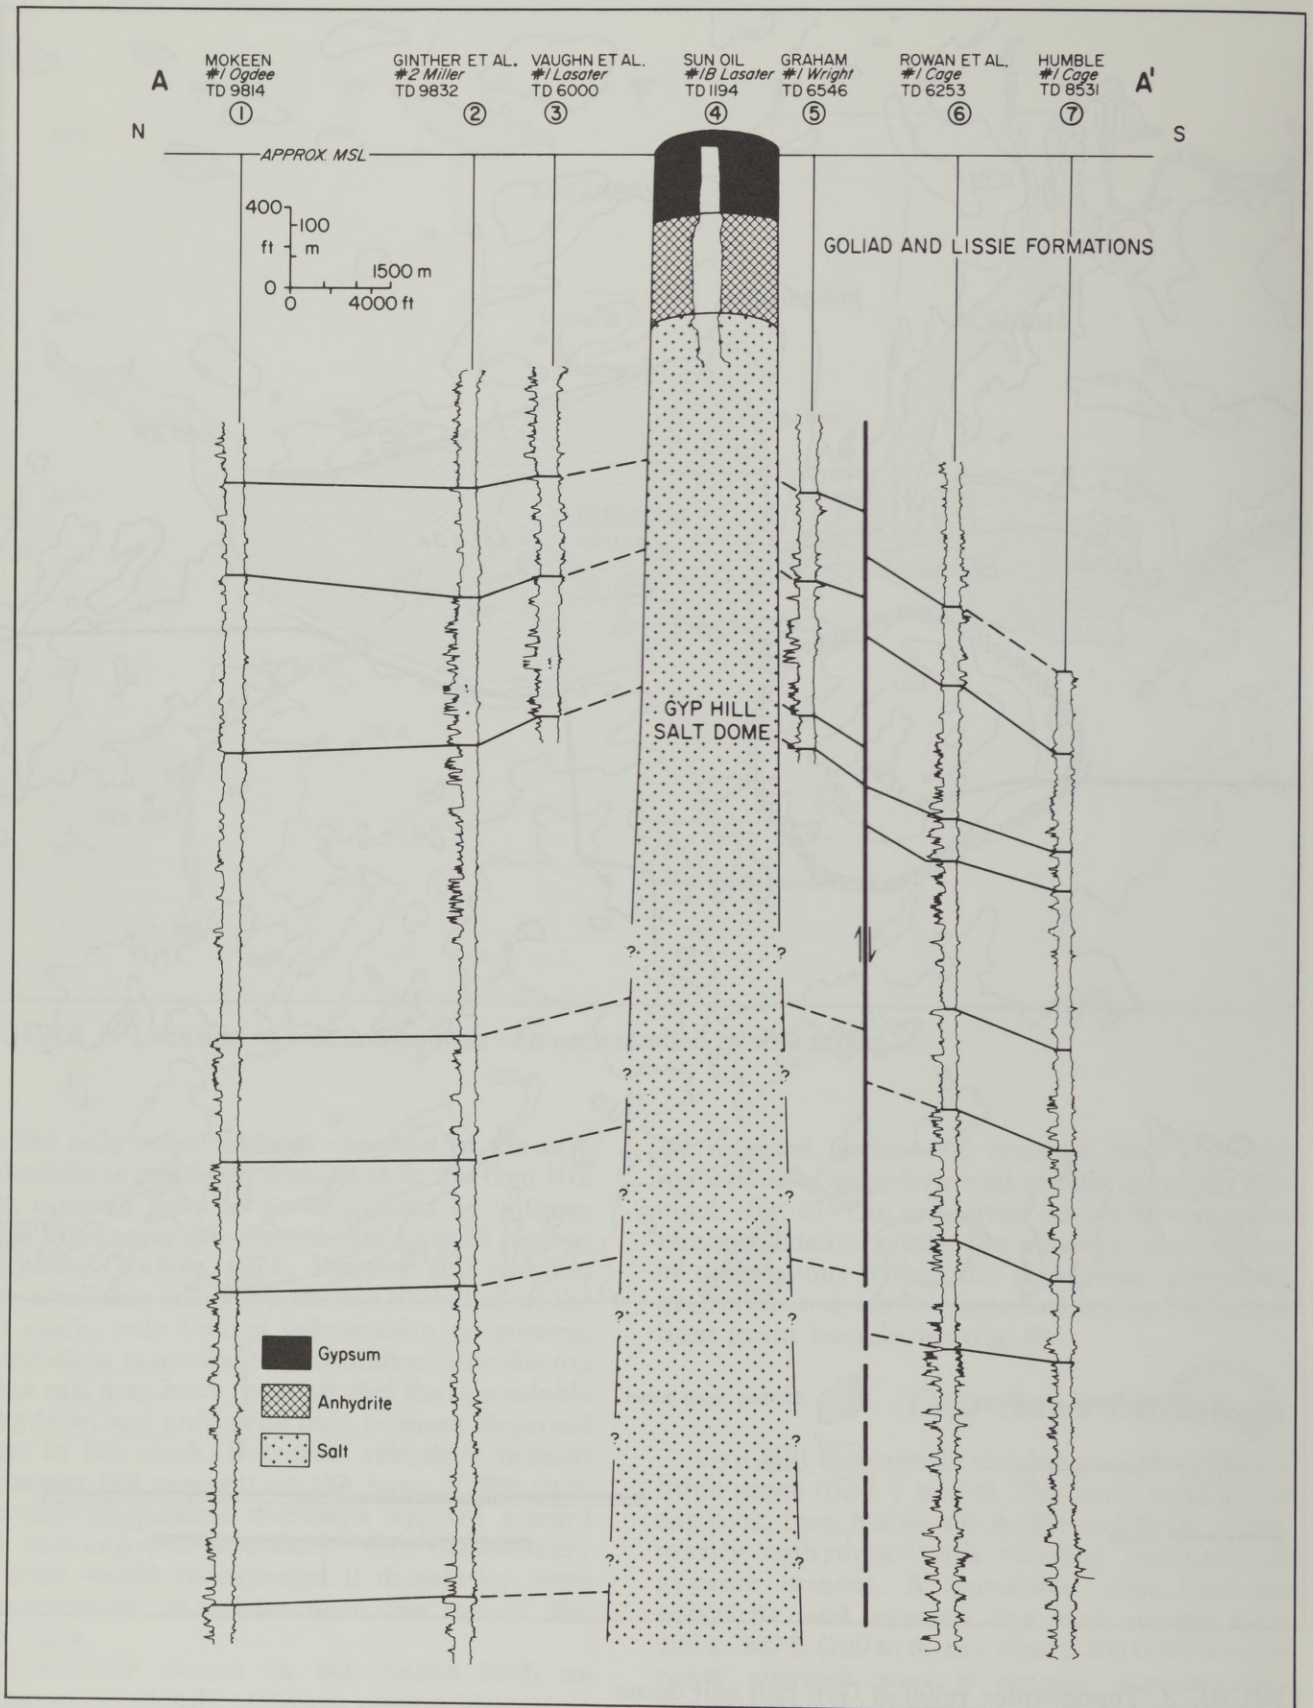 A
MOKEEN
#1 Ogdee
TD 9814
①
GINTHER ET AL.
#2 Miller
TD 9832
②
VAUGHN ET AL.
#1 Lasater
TD 6000
③
SUN OIL
#1B Lasater
TD 1194
④
GRAHAM
#1 Wright
TD 6546
⑤
ROWAN ET AL.
#1 Cage
TD 6253
⑥
HUMBLE
#1 Cage
TD 8531
⑦
A'
N
S
APPROX. MSL
400
100
ft m
0
1500 m
0 4000 ft
GOLIAD AND LISSIE FORMATIONS
GYP HILL
SALT DOME
? ?
? ?
? ?
? ?
? ?
? ?
Gypsum
Anhydrite
Salt